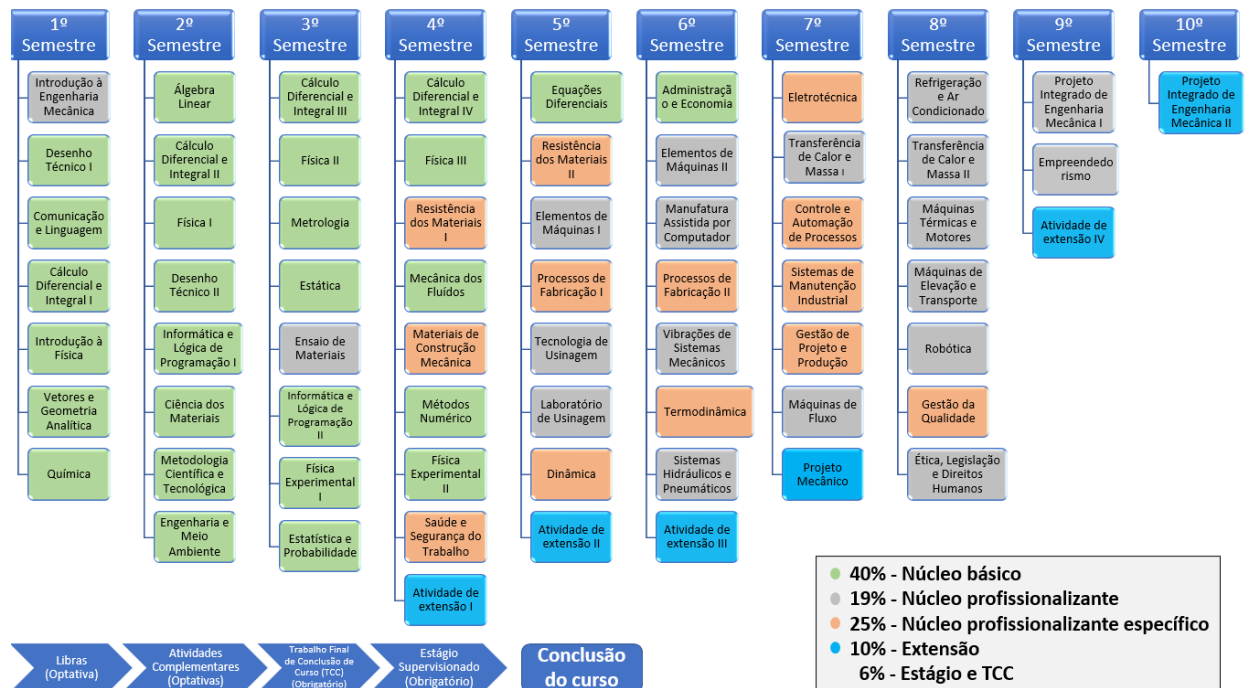 1º
Semestre
2º
Semestre
3º
Semestre
4º
Semestre
5º
Semestre
6º
Semestre
7º
Semestre
8º
Semestre
9º
Semestre
10º
Semestre
Introdução à
Engenharia
Mecânica
Desenho
Técnico I
Comunicação
e Linguagem
Cálculo
Diferencial e
Integral I
Introdução à
Física
Vetores e
Geometria
Analítica
Química
Álgebra
Linear
Cálculo
Diferencial e
Integral II
Física I
Desenho
Técnico II
Informática e
Lógica de
Programação I
Ciência dos
Materiais
Metodologia
Científica e
Tecnológica
Engenharia e
Meio
Ambiente
Cálculo
Diferencial e
Integral III
Física II
Metrologia
Estática
Ensaio de
Materiais
Informática e
Lógica de
Programação
II
Física
Experimental
I
Estatística e
Probabilidade
Cálculo
Diferencial e
Integral IV
Física III
Resistência
dos Materiais
I
Mecânica dos
Fluídos
Materiais de
Construção
Mecânica
Métodos
Numérico
Física
Experimental
II
Saúde e
Segurança do
Trabalho
Atividade de
extensão I
Equações
Diferenciais
Resistência
dos Materiais
II
Elementos de
Máquinas I
Processos de
Fabricação I
Tecnologia de
Usinagem
Laboratório
de Usinagem
Dinâmica
Atividade de
extensão II
Administraçã
o e Economia
Elementos de
Máquinas II
Manufatura
Assistida por
Computador
Processos de
Fabricação II
Vibrações de
Sistemas
Mecânicos
Termodinâmica
Sistemas
Hidráulicos e
Pneumáticos
Atividade de
extensão III
Eletrotécnica
Transferência
de Calor e
Massa I
Controle e
Automação
de Processos
Sistemas de
Manutenção
Industrial
Gestão de
Projeto e
Produção
Máquinas de
Fluxo
Projeto
Mecânico
Refrigeração
e Ar
Condicionado
Transferência
de Calor e
Massa II
Máquinas
Térmicas e
Motores
Máquinas de
Elevação e
Transporte
Robótica
Gestão da
Qualidade
Ética, Legislação
e Direitos
Humanos
Projeto
Integrado de
Engenharia
Mecânica I
Empreendedo
rismo
Atividade de
extensão IV
Projeto
Integrado de
Engenharia
Mecânica II
40% - Núcleo básico
19% - Núcleo profissionalizante
25% - Núcleo profissionalizante específico
10% - Extensão
6% - Estágio e TCC
Libras
(Optativa)
Atividades
Complementares
(Optativas)
Trabalho Final
de Conclusão de
Curso (TCC)
(Obrigatório)
Estágio
Supervisionado
(Obrigatório)
Conclusão
do curso